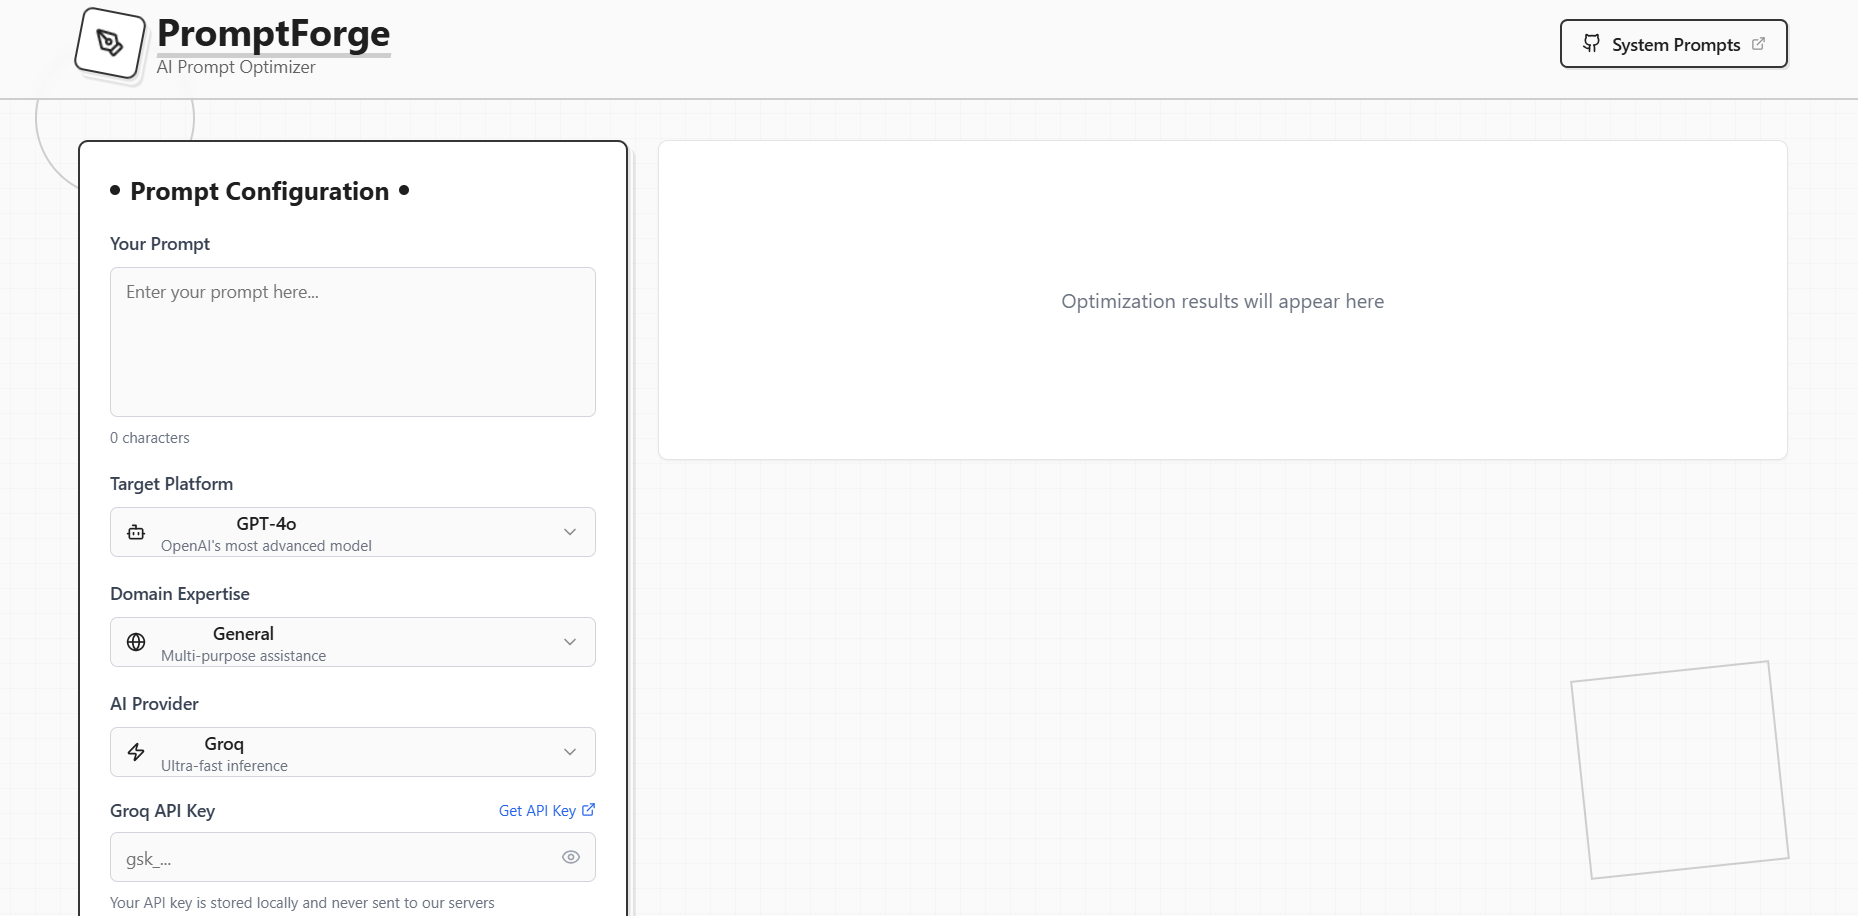 PromptForge
AI Prompt Optimizer
System Prompts
Prompt Configuration
Your Prompt
Enter your prompt here...
0 characters
Target Platform
GPT-4o
OpenAI's most advanced model
Domain Expertise
General
Multi-purpose assistance
AI Provider
Groq
Ultra-fast inference
Groq API Key
Get API Key
gsk_...
Your API key is stored locally and never sent to our servers
Optimization results will appear here